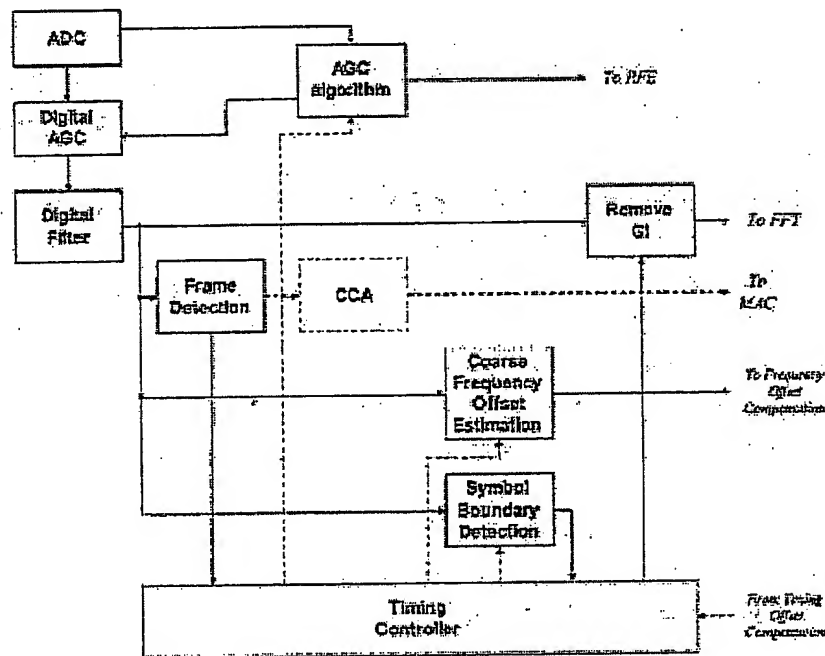 ADC
AGC
algorithm
To RFE
Digital
AGC
Digital
Filter
Remove
GI
To FFT
Frame
Detection
CCA
To
MAC
Coarse
Frequency
Offset
Estimation
To Frequency
Offset
Compensation
Symbol
Boundary
Detection
Timing
Controller
From Timing
Offset
Compensation